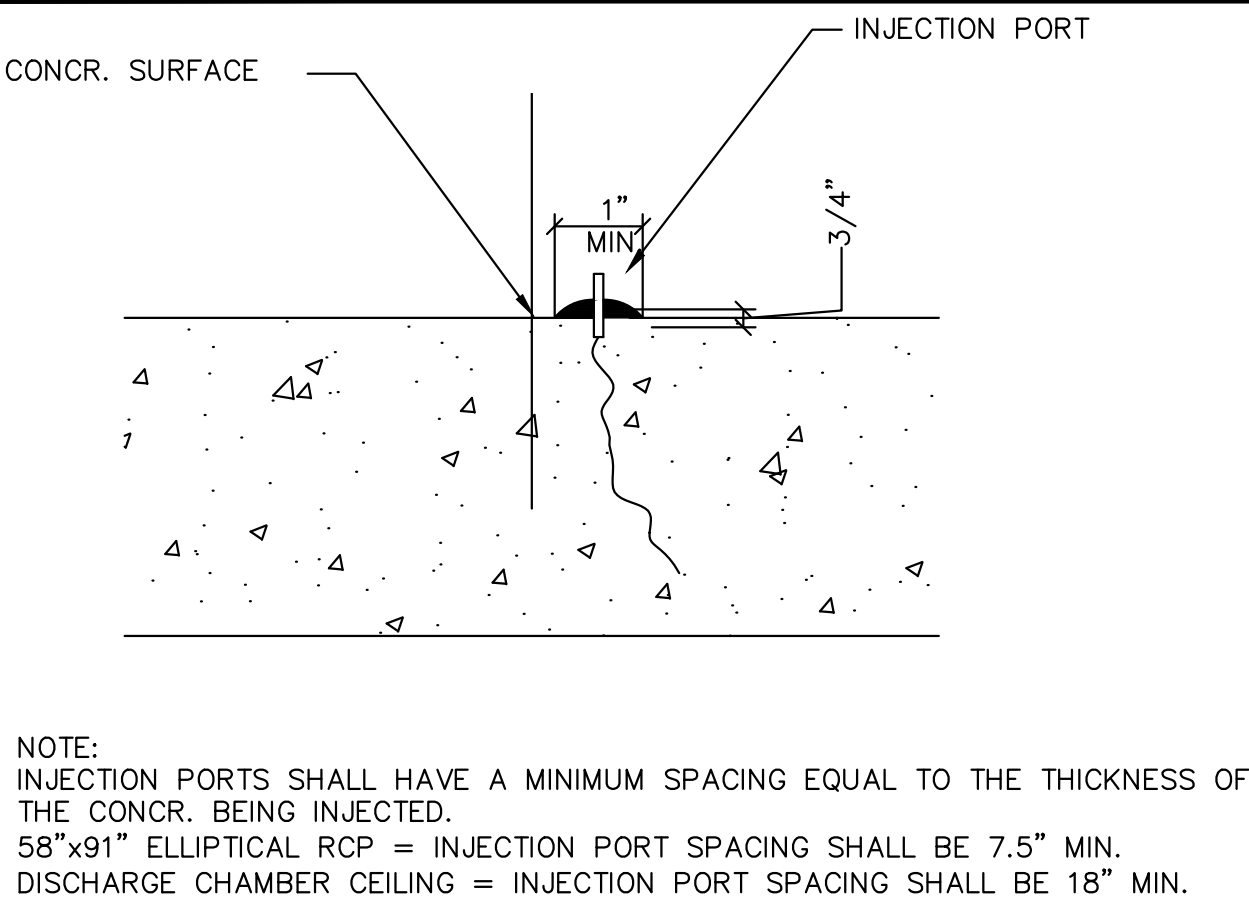 INJECTION PORT
CONCR. SURFACE
1"
MIN
3/4"
NOTE:
INJECTION PORTS SHALL HAVE A MINIMUM SPACING EQUAL TO THE THICKNESS OF
THE CONCR. BEING INJECTED.
58"x91" ELLIPTICAL RCP = INJECTION PORT SPACING SHALL BE 7.5" MIN.
DISCHARGE CHAMBER CEILING = INJECTION PORT SPACING SHALL BE 18" MIN.